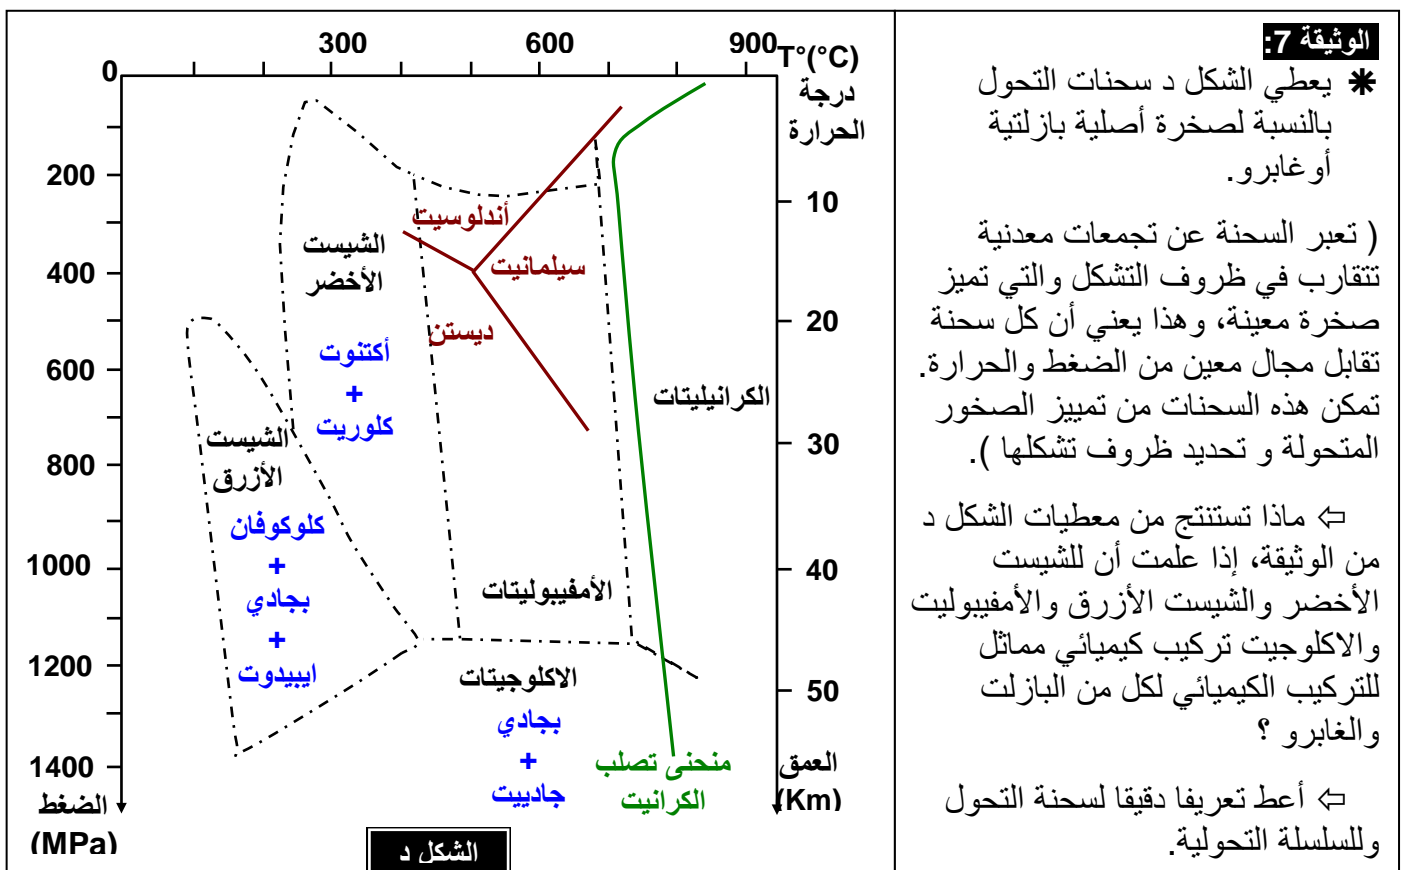 الوثيقة 7:
✱ يعطي الشكل د سحنات التحول
بالنسبة لصخرة أصلية بازلتية
أو غابرو.
( تعبر السحنة عن تجمعات معدنية
تتقارب في ظروف التشكل والتي تميز
صخرة معينة، وهذا يعني أن كل سحنة
تقابل مجال معين من الضغط والحرارة.
تمكن هذه السحنات من تمييز الصخور
المتحولة و تحديد ظروف تشكلها ).
⇦ ماذا تستنتج من معطيات الشكل د
من الوثيقة، إذا علمت أن للشيست
الأخضر والشيست الأزرق والأمفيبوليت
والاكلوجيت تركيب كيميائي مماثل
للتركيب الكيميائي لكل من البازلت
والغابرو ؟
⇦ أعط تعريفا دقيقا لسحنة التحول
وللسلسلة التحولية.
300 600 900 T°(°C)
درجة
الحرارة
0
200
400
600
800
1000
1200
1400
الضغط
(MPa)
10
20
30
40
50
العمق
(Km)
أندلوسيت
سيلمانيت
ديستن
الشيست
الأخضر
أكتنوت
+
كلوريت
الشيست
الأزرق
كلوكوفان
+
بجادي
+
ايبيدوت
الكرانيليتات
الأمفيبوليتات
الاكلوجيتات
بجادي
+
جادييت
منحنى تصلب
الكرانيت
الشكل د